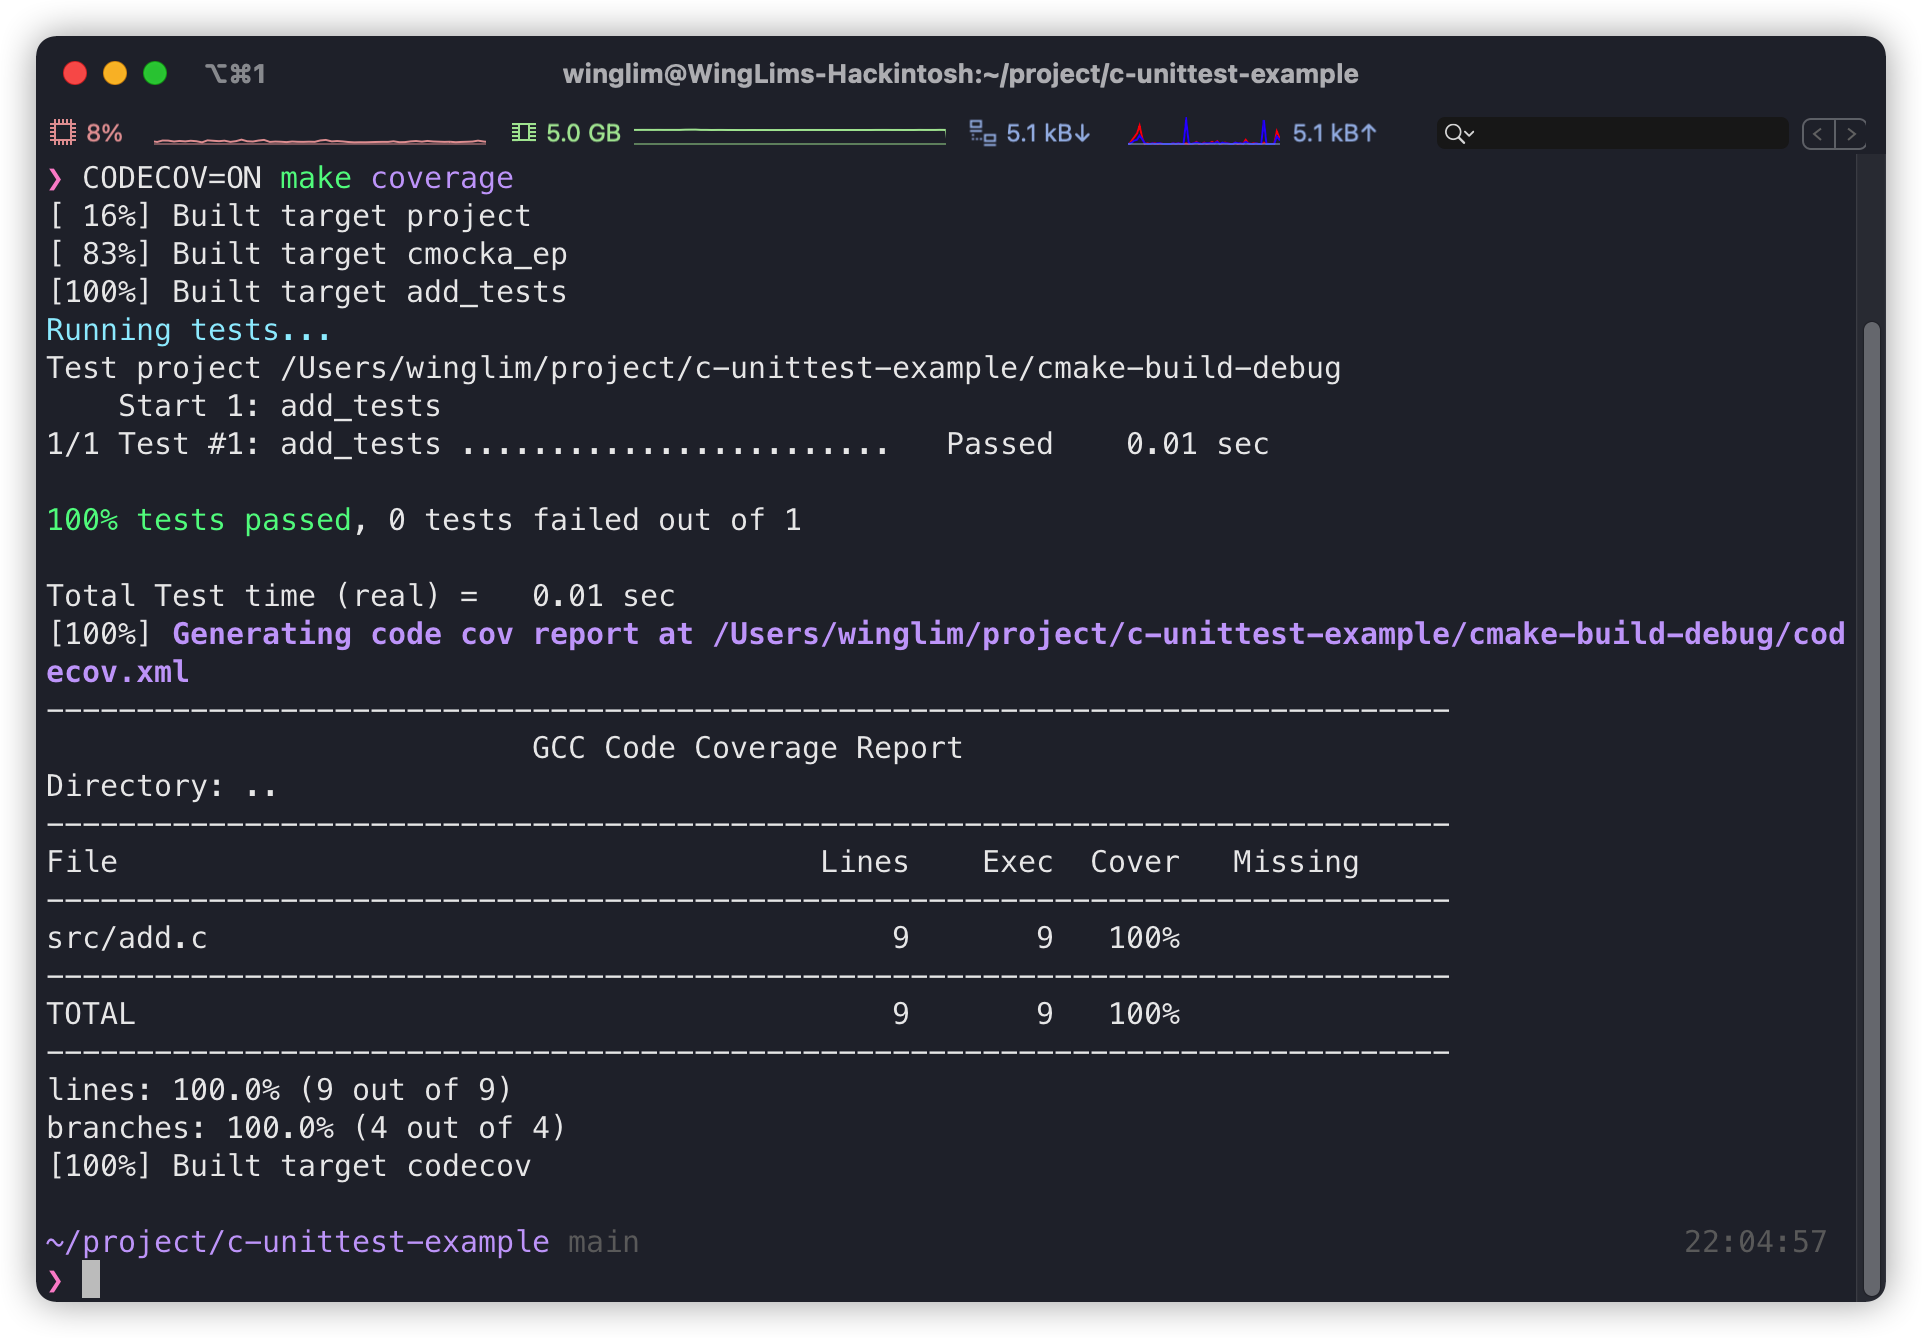 ⌥⌘1 winglim@WingLims-Hackintosh:~/project/c-unittest-example
8% 5.0 GB 5.1 kB↓ 5.1 kB↑
❯ CODECOV=ON make coverage
[ 16%] Built target project
[ 83%] Built target cmocka_ep
[100%] Built target add_tests
Running tests...
Test project /Users/winglim/project/c-unittest-example/cmake-build-debug
    Start 1: add_tests
1/1 Test #1: add_tests ........................   Passed    0.01 sec
100% tests passed, 0 tests failed out of 1
Total Test time (real) =   0.01 sec
[100%] Generating code cov report at /Users/winglim/project/c-unittest-example/cmake-build-debug/cod
ecov.xml
------------------------------------------------------------------------------
                           GCC Code Coverage Report
Directory: ..
------------------------------------------------------------------------------
File                                       Lines    Exec  Cover   Missing
------------------------------------------------------------------------------
src/add.c                                      9       9   100%
------------------------------------------------------------------------------
TOTAL                                          9       9   100%
------------------------------------------------------------------------------
lines: 100.0% (9 out of 9)
branches: 100.0% (4 out of 4)
[100%] Built target codecov
~/project/c-unittest-example main 22:04:57
❯